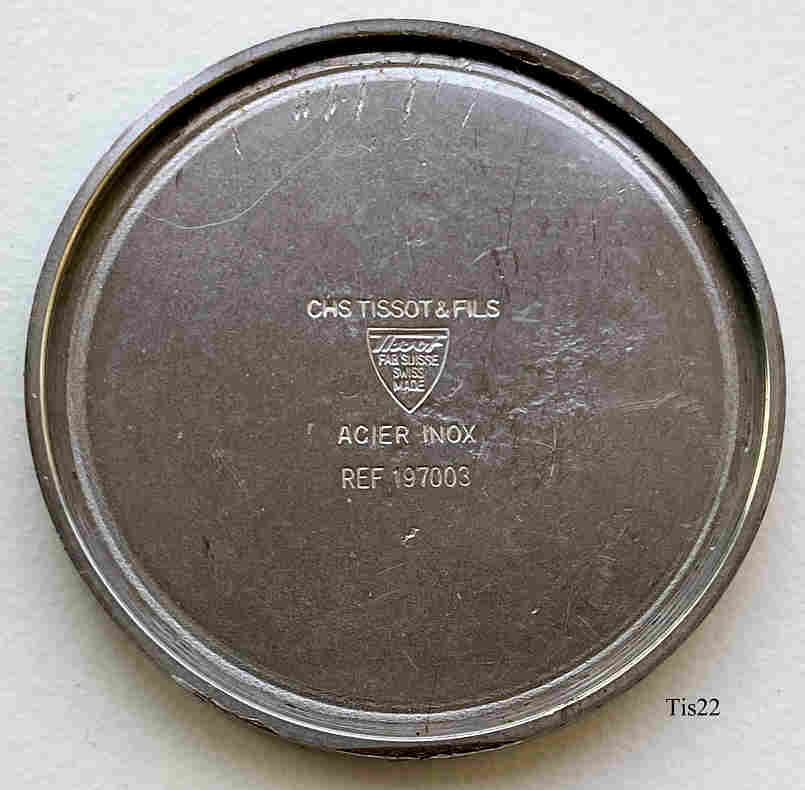 CHS TISSOT & FILS
Tissot
FAB. SUISSE
SWISS
MADE
ACIER INOX
REF 197003
Tis22